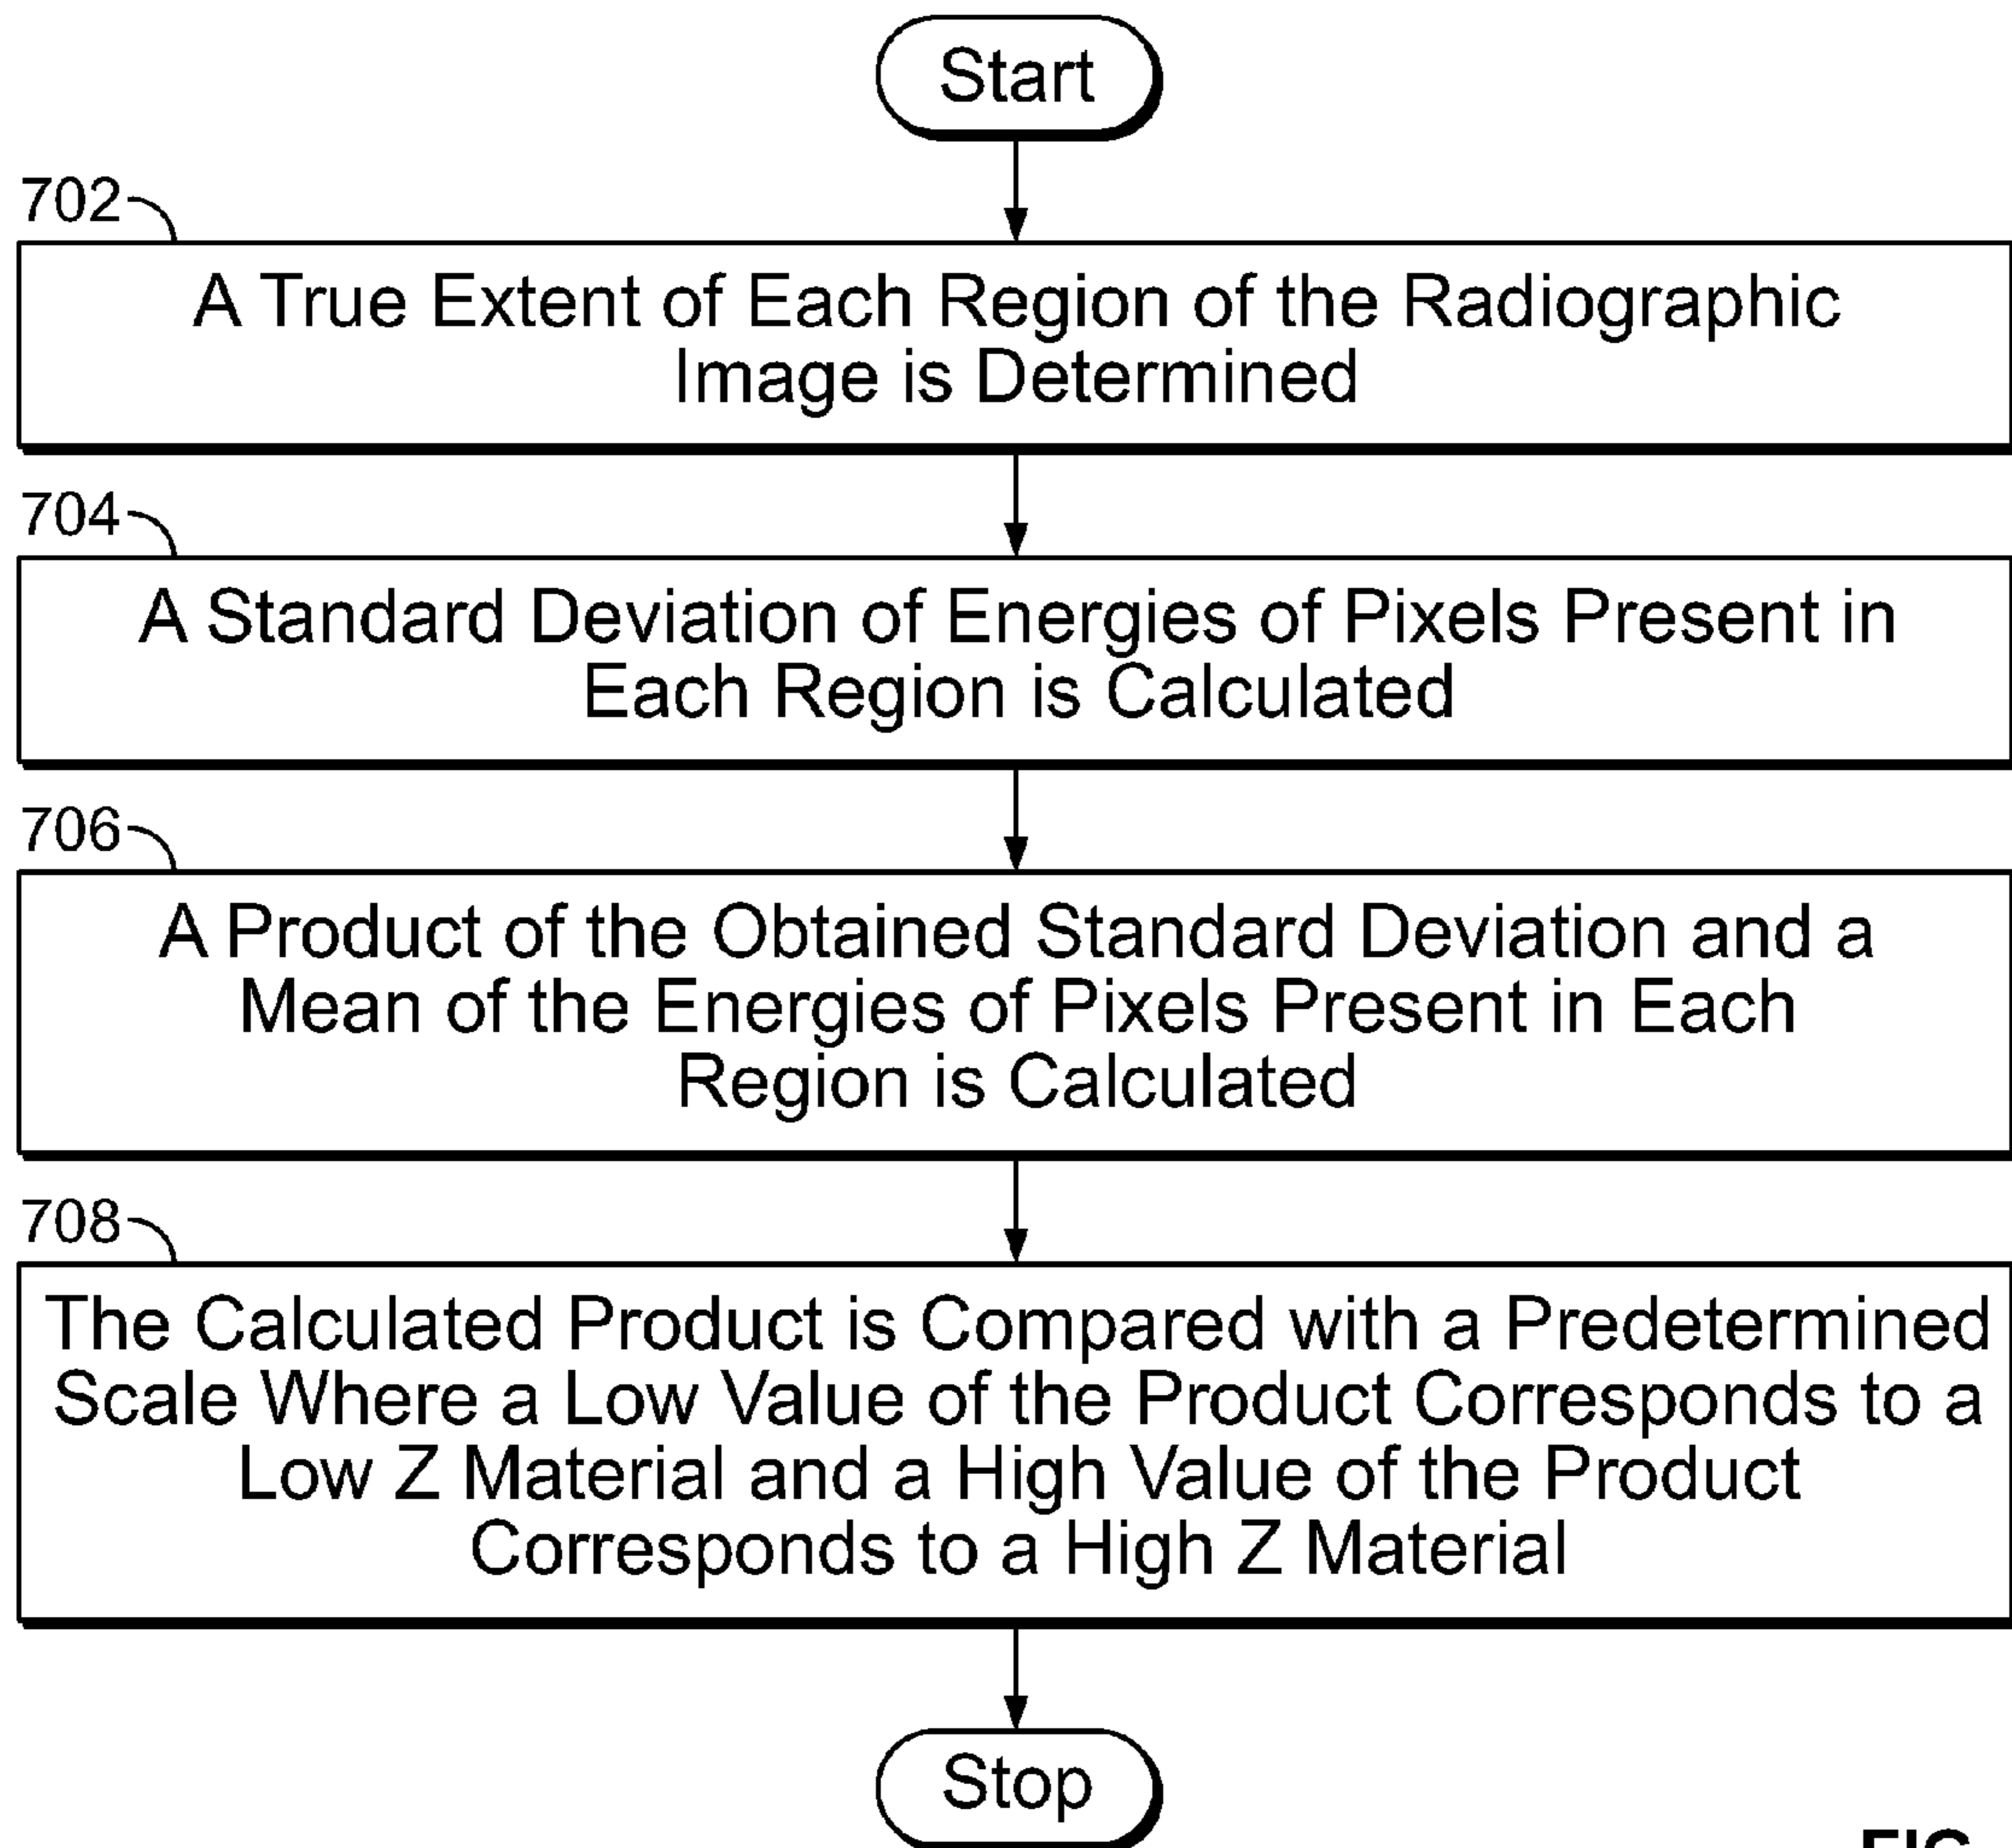 Start
702
A True Extent of Each Region of the Radiographic
Image is Determined
704
A Standard Deviation of Energies of Pixels Present in
Each Region is Calculated
706
A Product of the Obtained Standard Deviation and a
Mean of the Energies of Pixels Present in Each
Region is Calculated
708
The Calculated Product is Compared with a Predetermined
Scale Where a Low Value of the Product Corresponds to a
Low Z Material and a High Value of the Product
Corresponds to a High Z Material
Stop
FIG